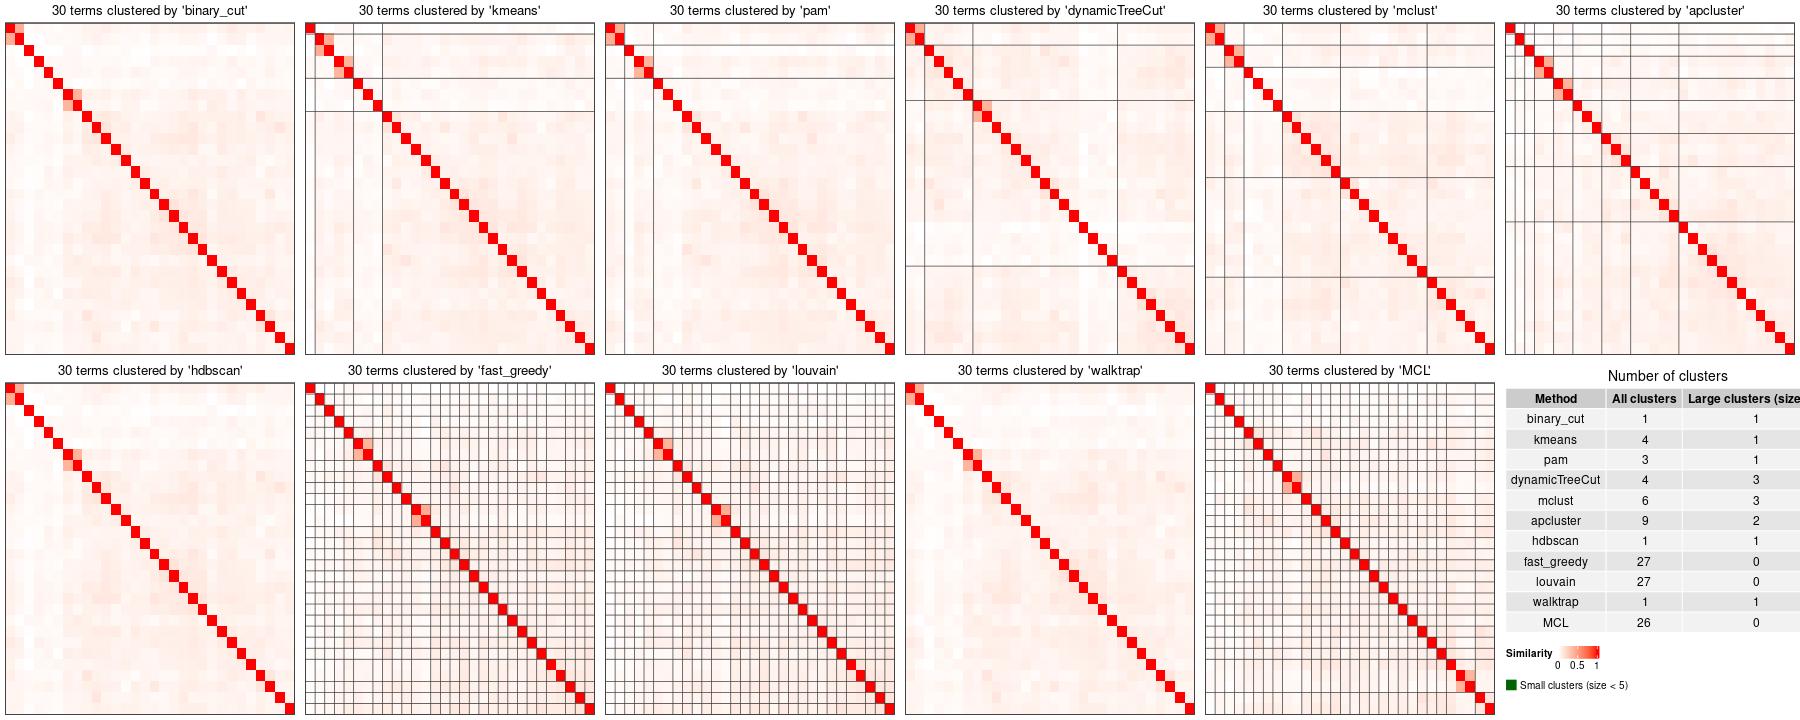 30 terms clustered by 'binary_cut'
30 terms clustered by 'kmeans'
30 terms clustered by 'pam'
30 terms clustered by 'dynamicTreeCut'
30 terms clustered by 'mclust'
30 terms clustered by 'apcluster'
30 terms clustered by 'hdbscan'
30 terms clustered by 'fast_greedy'
30 terms clustered by 'louvain'
30 terms clustered by 'walktrap'
30 terms clustered by 'MCL'
Number of clusters
Method All clusters Large clusters (size
binary_cut 1 1
kmeans 4 1
pam 3 1
dynamicTreeCut 4 3
mclust 6 3
apcluster 9 2
hdbscan 1 1
fast_greedy 27 0
louvain 27 0
walktrap 1 1
MCL 26 0
Similarity
0 0.5 1
Small clusters (size < 5)